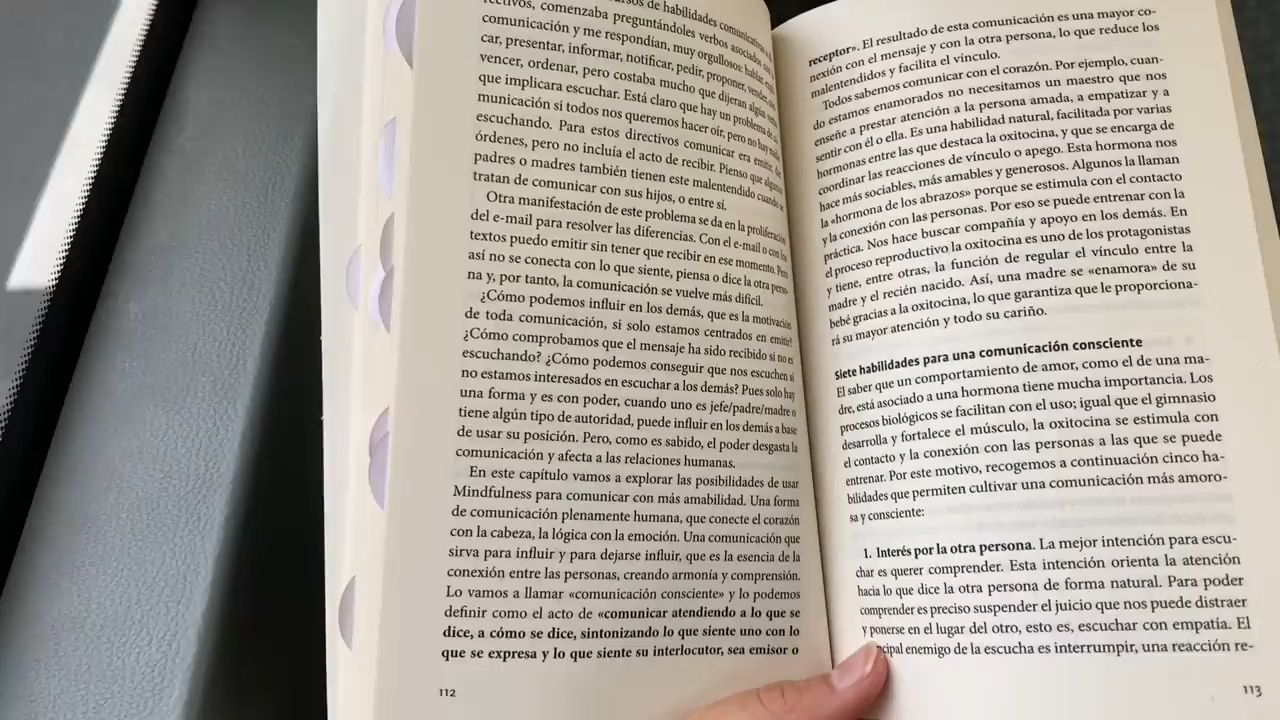 rectivos, comenzaba preguntándoles verbos asociados con
comunicación y me respondían, muy orgullosos: hablar,
car, presentar, informar, notificar, pedir, proponer, vender,
vencer, ordenar, pero costaba mucho que dijeran algún
que implicara escuchar. Está claro que hay un problema de
municación si todos nos queremos hacer oír, pero no hay nadie
escuchando. Para estos directivos comunicar era emitir, dar
órdenes, pero no incluía el acto de recibir. Pienso que algunos
padres o madres también tienen este malentendido cuando
tratan de comunicar con sus hijos, o entre sí.
Otra manifestación de este problema se da en la proliferación
del e-mail para resolver las diferencias. Con el e-mail o con los
textos puedo emitir sin tener que recibir en ese momento. Pero
así no se conecta con lo que siente, piensa o dice la otra perso-
na y, por tanto, la comunicación se vuelve más difícil.
¿Cómo podemos influir en los demás, que es la motivación
de toda comunicación, si solo estamos centrados en emitir?
¿Cómo comprobamos que el mensaje ha sido recibido si no es
escuchando? ¿Cómo podemos conseguir que nos escuchen si
no estamos interesados en escuchar a los demás? Pues solo hay
una forma y es con poder, cuando uno es jefe/padre/madre o
tiene algún tipo de autoridad, puede influir en los demás a base
de usar su posición. Pero, como es sabido, el poder desgasta la
comunicación y afecta a las relaciones humanas.
En este capítulo vamos a explorar las posibilidades de usar
Mindfulness para comunicar con más amabilidad. Una forma
de comunicación plenamente humana, que conecte el corazón
con la cabeza, la lógica con la emoción. Una comunicación que
sirva para influir y para dejarse influir, que es la esencia de la
conexión entre las personas, creando armonía y comprensión.
Lo vamos a llamar «comunicación consciente» y lo podemos
definir como el acto de «comunicar atendiendo a lo que se
dice, a cómo se dice, sintonizando lo que siente uno con lo
que se expresa y lo que siente su interlocutor, sea emisor o
112
receptor». El resultado de esta comunicación es una mayor co-
nexión con el mensaje y con la otra persona, lo que reduce los
malentendidos y facilita el vínculo.
Todos sabemos comunicar con el corazón. Por ejemplo, cuan-
do estamos enamorados no necesitamos un maestro que nos
enseñe a prestar atención a la persona amada, a empatizar y a
sentir con él o ella. Es una habilidad natural, facilitada por varias
hormonas entre las que destaca la oxitocina, y que se encarga de
coordinar las reacciones de vínculo o apego. Esta hormona nos
hace más sociables, más amables y generosos. Algunos la llaman
la «hormona de los abrazos» porque se estimula con el contacto
y la conexión con las personas. Por eso se puede entrenar con la
práctica. Nos hace buscar compañía y apoyo en los demás. En
el proceso reproductivo la oxitocina es uno de los protagonistas
y tiene, entre otras, la función de regular el vínculo entre la
madre y el recién nacido. Así, una madre se «enamora» de su
bebé gracias a la oxitocina, lo que garantiza que le proporciona-
rá su mayor atención y todo su cariño.
Siete habilidades para una comunicación consciente
El saber que un comportamiento de amor, como el de una ma-
dre, está asociado a una hormona tiene mucha importancia. Los
procesos biológicos se facilitan con el uso; igual que el gimnasio
desarrolla y fortalece el músculo, la oxitocina se estimula con
el contacto y la conexión con las personas a las que se puede
entrenar. Por este motivo, recogemos a continuación cinco ha-
bilidades que permiten cultivar una comunicación más amoro-
sa y consciente:
1. Interés por la otra persona. La mejor intención para escu-
char es querer comprender. Esta intención orienta la atención
hacia lo que dice la otra persona de forma natural. Para poder
comprender es preciso suspender el juicio que nos puede distraer
y ponerse en el lugar del otro, esto es, escuchar con empatía. El
cipal enemigo de la escucha es interrumpir, una reacción re-
113